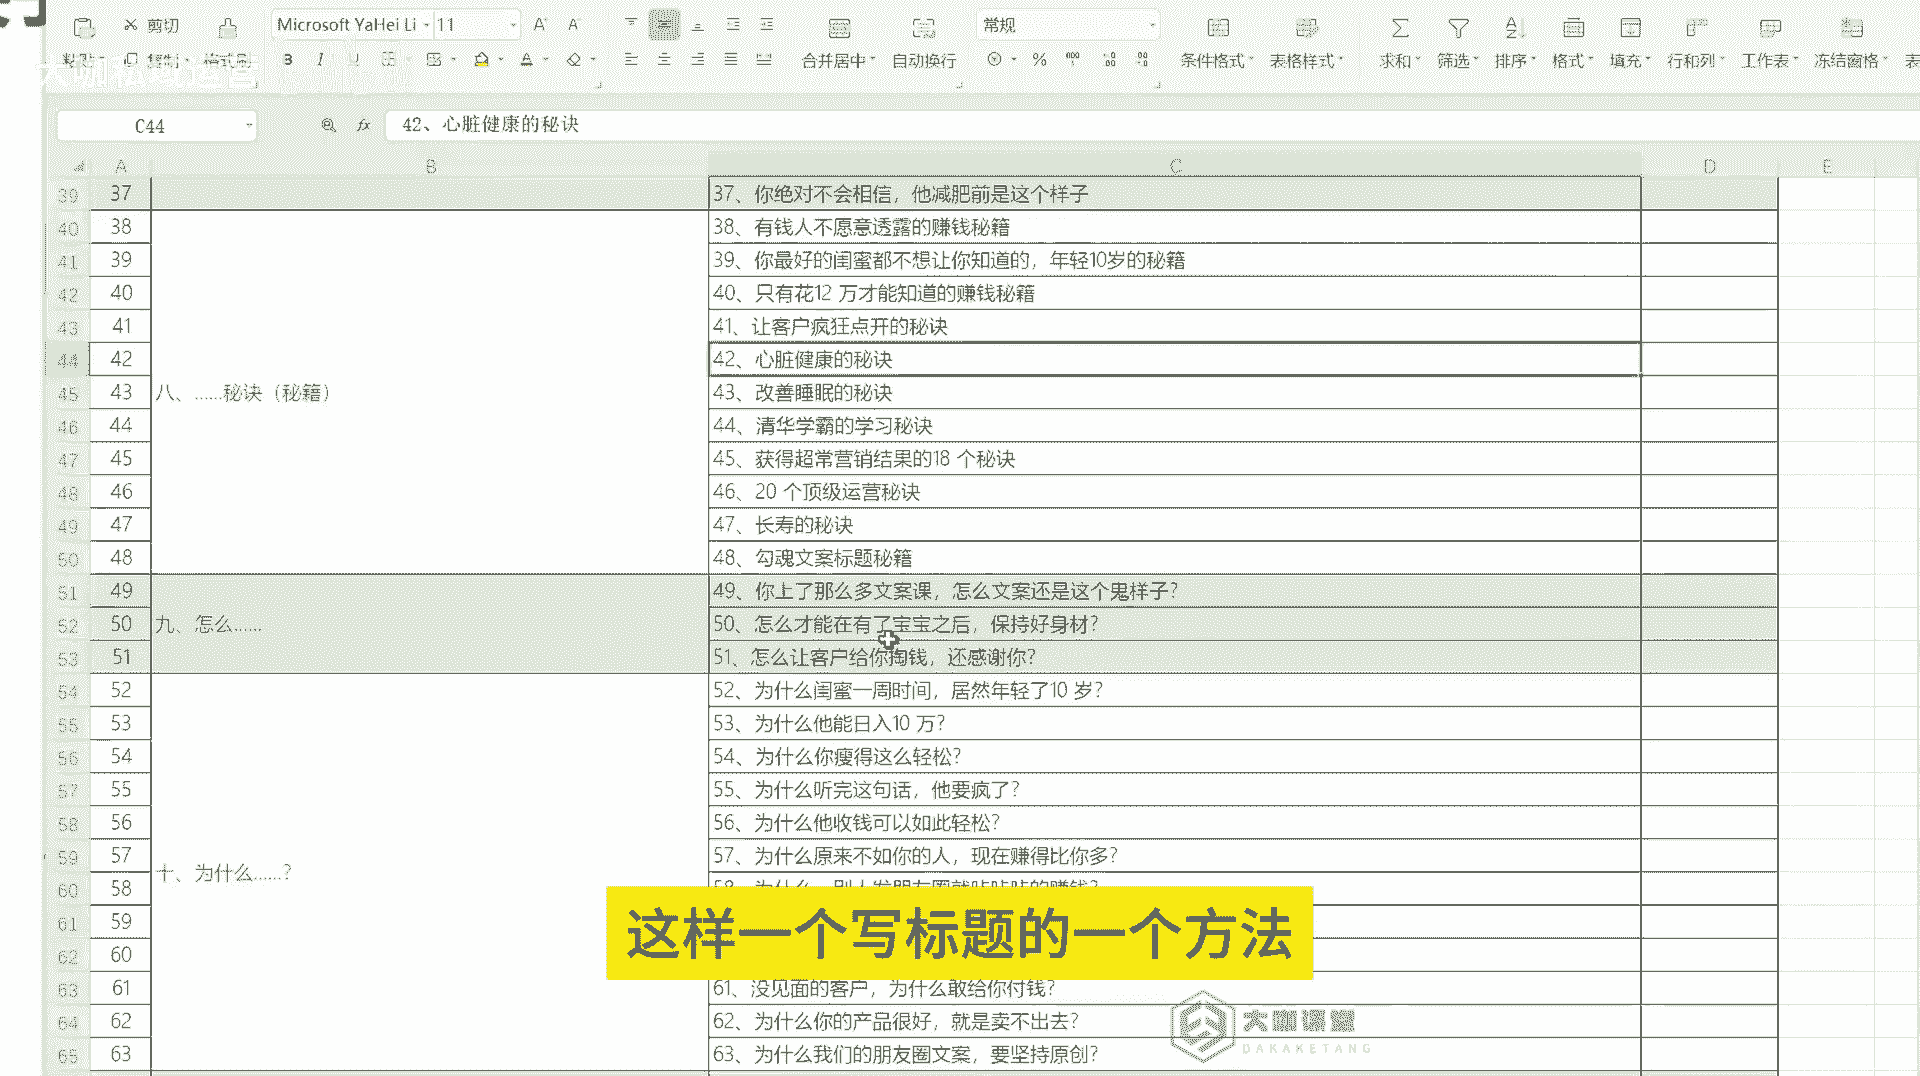 剪切
Microsoft YaHei Li
11
A
A
常规
B
I
U
A
合并居中
自动换行
%
条件格式
表格样式
求和
筛选
排序
格式
填充
行和列
工作表
冻结窗格
C44
fx
42、心脏健康的秘诀
A
B
C
D
E
39
37
37、你绝对不会相信，他减肥前是这个样子
40
38
38、有钱人不愿意透露的赚钱秘籍
41
39
39、你最好的闺蜜都不想让你知道的，年轻10岁的秘籍
42
40
40、只有花12 万才能知道的赚钱秘籍
43
41
41、让客户疯狂点开的秘诀
44
42
42、心脏健康的秘诀
45
43
八、……秘诀（秘籍）
43、改善睡眠的秘诀
46
44
44、清华学霸的学习秘诀
47
45
45、获得超常营销结果的18 个秘诀
48
46
46、20 个顶级运营秘诀
49
47
47、长寿的秘诀
50
48
48、勾魂文案标题秘籍
51
49
49、你上了那么多文案课，怎么文案还是这个鬼样子？
52
50
九、怎么……
50、怎么才能在有了宝宝之后，保持好身材？
53
51
51、怎么让客户给你掏钱，还感谢你？
54
52
52、为什么闺蜜一周时间，居然年轻了10 岁？
55
53
53、为什么他能日入10 万？
56
54
54、为什么你瘦得这么轻松？
57
55
55、为什么听完这句话，他要疯了？
58
56
56、为什么他收钱可以如此轻松？
59
57
57、为什么原来不如你的人，现在赚得比你多？
十、为什么……？
60
58
61
59
这样一个写标题的一个方法
62
60
63
61
61、没见面的客户，为什么敢给你付钱？
64
62
62、为什么你的产品很好，就是卖不出去？
大咖课堂
DAKAKETANG
65
63
63、为什么我们的朋友圈文案，要坚持原创？